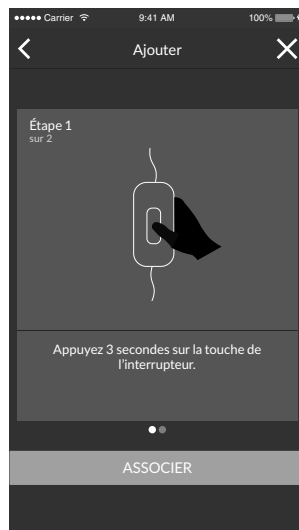 Carrier 9:41 AM 100%
Ajouter
Étape 1
sur 2
Appuyez 3 secondes sur la touche de
l'interrupteur.
ASSOCIER